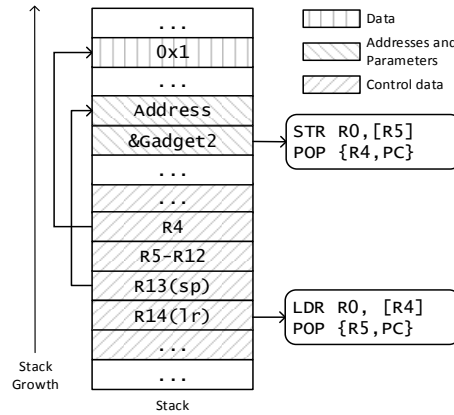 ...
0x1
...
Address
&Gadget2
...
...
R4
R5-R12
R13(sp)
R14(lr)
...
...
Stack
Stack
Growth
Data
Addresses and
Parameters
Control data
STR R0,[R5]
POP {R4,PC}
LDR R0, [R4]
POP {R5,PC}